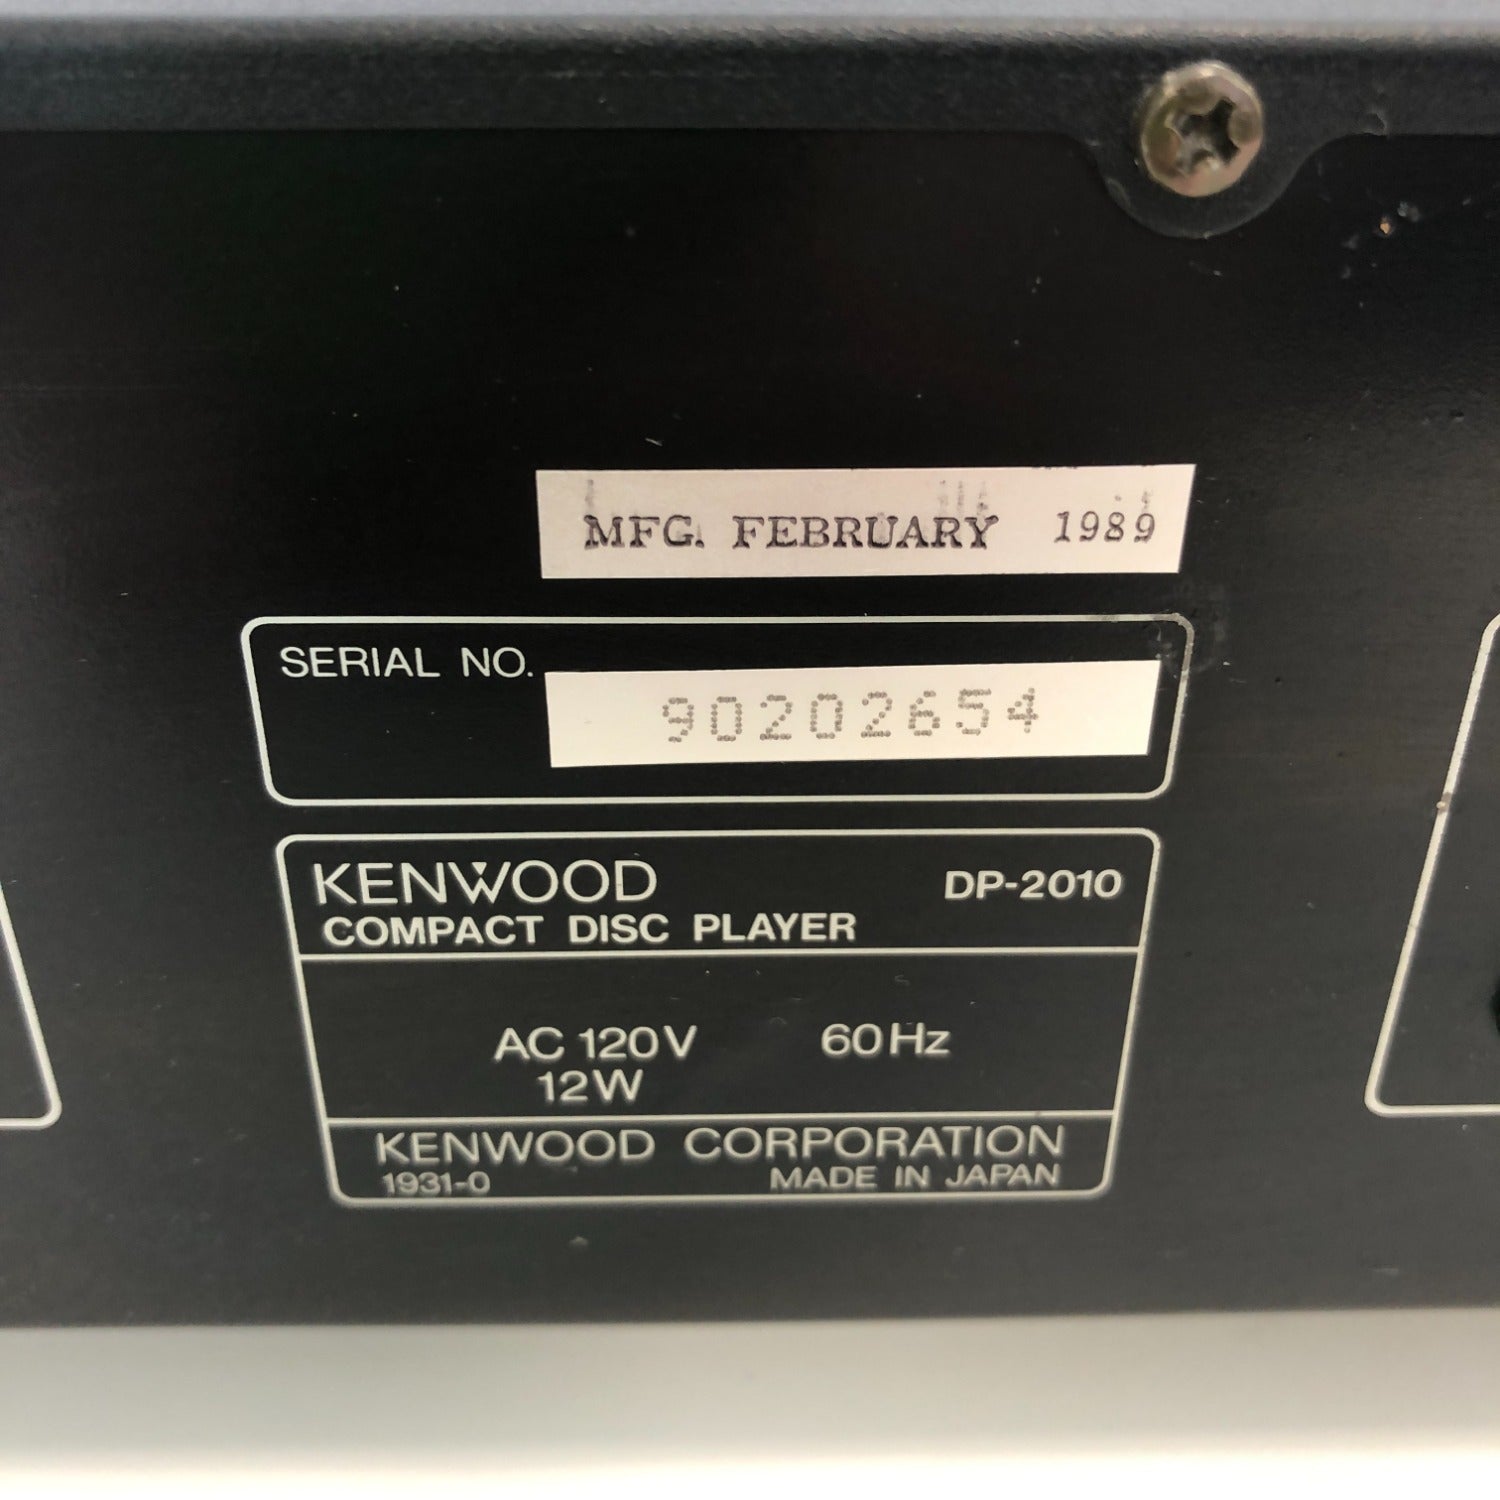 MFG. FEBRUARY 1989
SERIAL NO.
90202654
KENWOOD DP-2010
COMPACT DISC PLAYER
AC 120V 60Hz
12W
KENWOOD CORPORATION
1931-0 MADE IN JAPAN